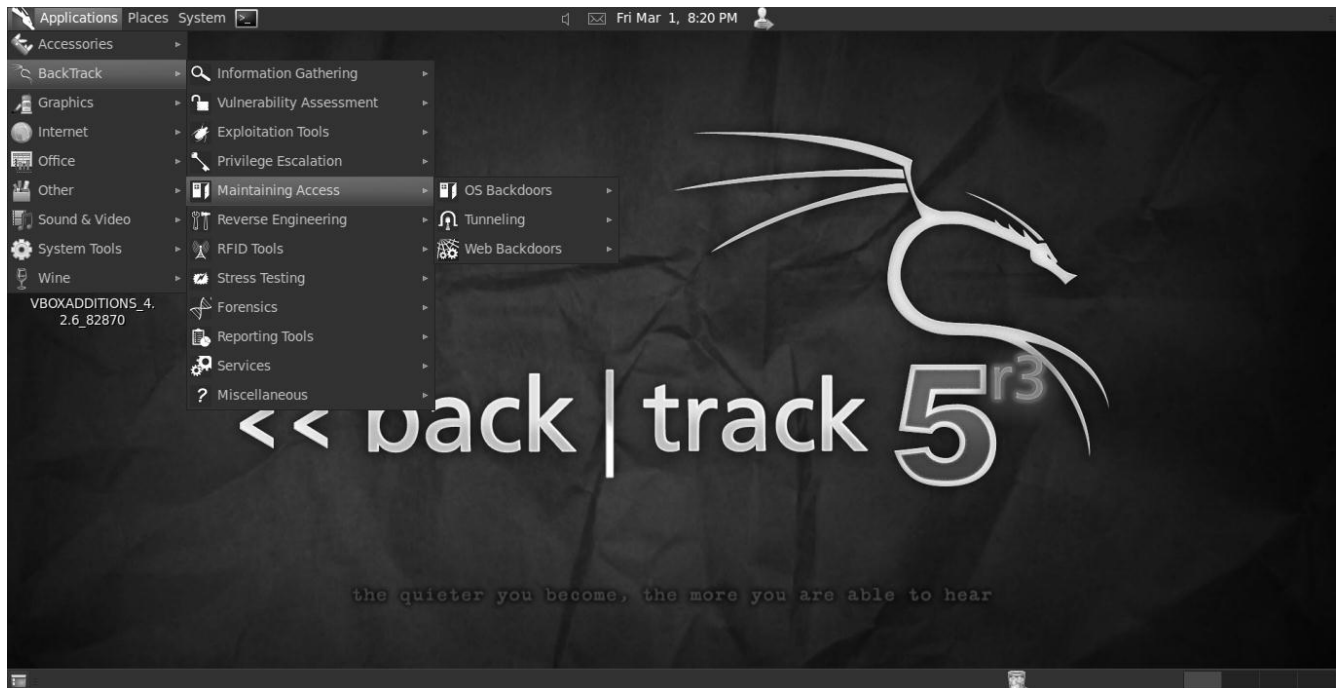 Applications Places System Fri Mar 1, 8:20 PM
Accessories
BackTrack
Graphics
Internet
Office
Other
Sound & Video
System Tools
Wine
Information Gathering
Vulnerability Assessment
Exploitation Tools
Privilege Escalation
Maintaining Access
Reverse Engineering
RFID Tools
Stress Testing
Forensics
Reporting Tools
Services
? Miscellaneous
OS Backdoors
Tunneling
Web Backdoors
VBOXADDITIONS_4.
2.6_82870
<< back | track 5 r3
the quieter you become, the more you are able to hear